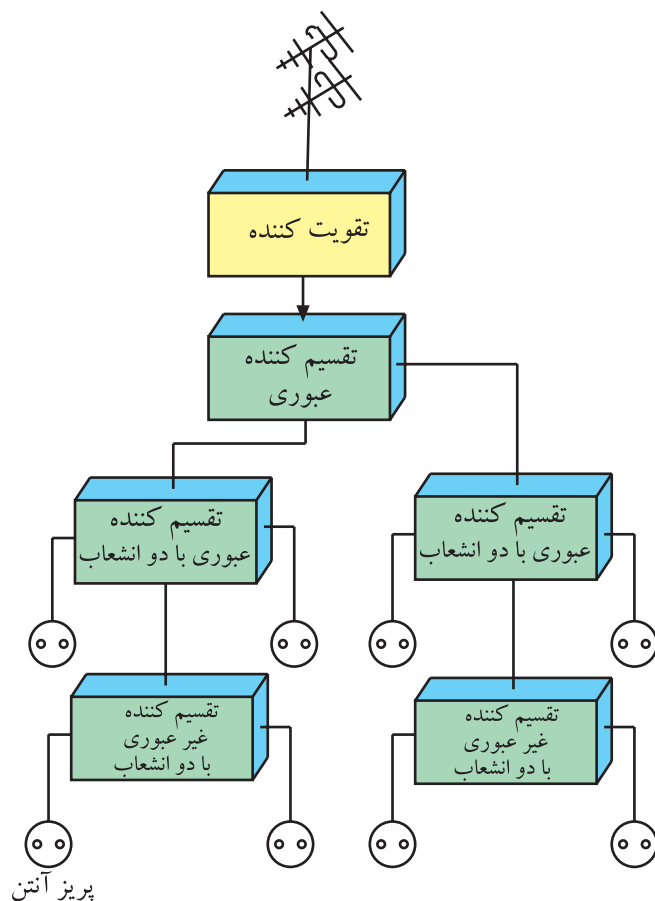 تقویت کننده
تقسیم کننده
عبوری
تقسیم کننده
عبوری با دو انشعاب
تقسیم کننده
عبوری با دو انشعاب
تقسیم کننده
غیر عبوری
با دو انشعاب
تقسیم کننده
غیر عبوری
با دو انشعاب
پریز آنتن